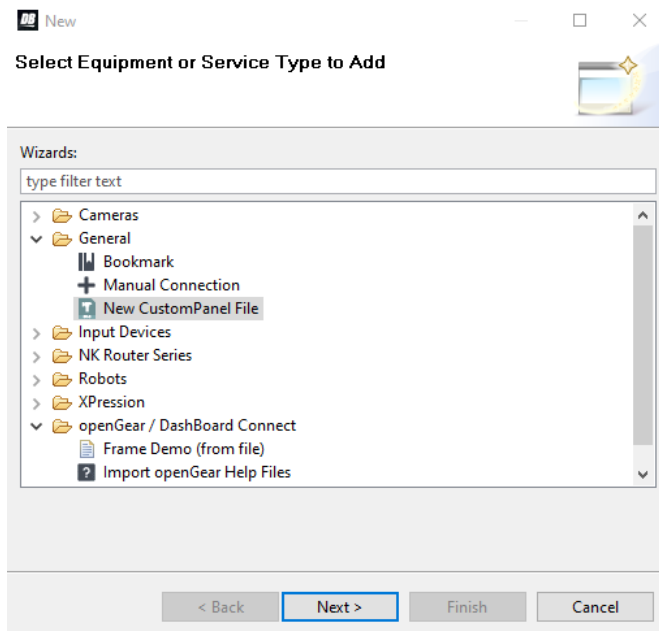 DB New
Select Equipment or Service Type to Add
Wizards:
type filter text
Cameras
General
Bookmark
Manual Connection
New CustomPanel File
Input Devices
NK Router Series
Robots
XPression
openGear / DashBoard Connect
Frame Demo (from file)
Import openGear Help Files
< Back Next > Finish Cancel